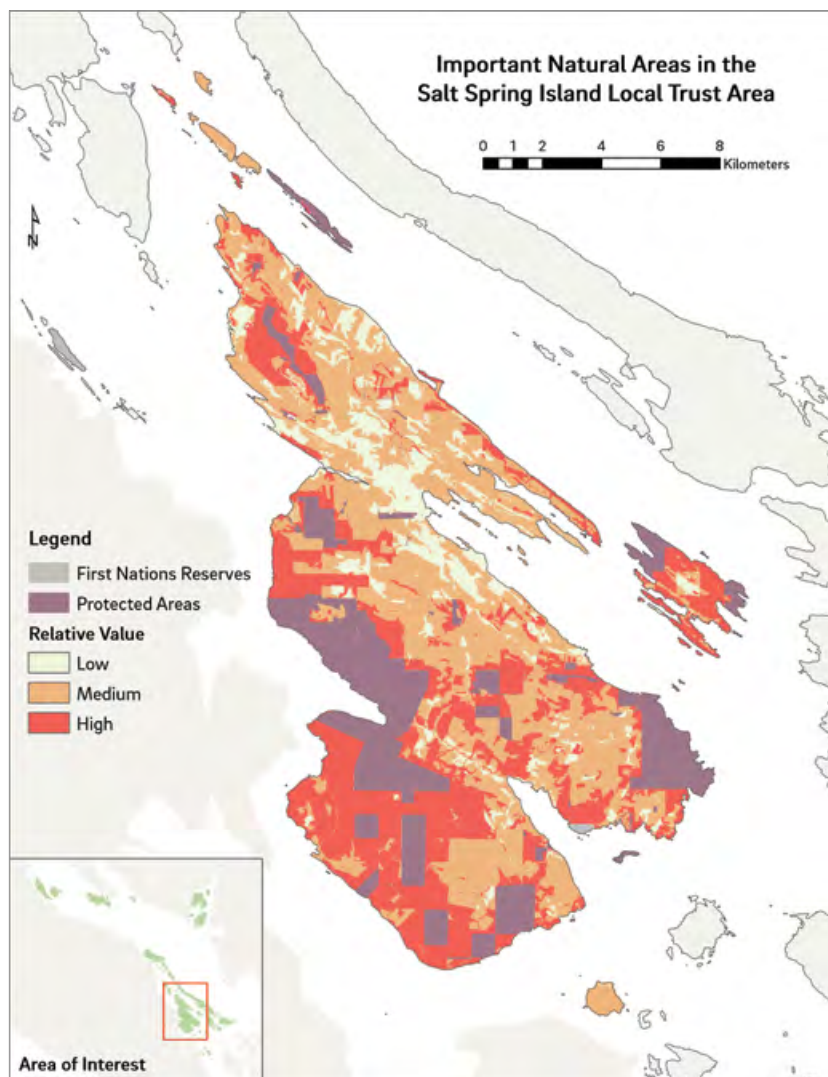 Important Natural Areas in the
Salt Spring Island Local Trust Area
0 1 2 4 6 8
Kilometers
N
Legend
First Nations Reserves
Protected Areas
Relative Value
Low
Medium
High
Area of Interest